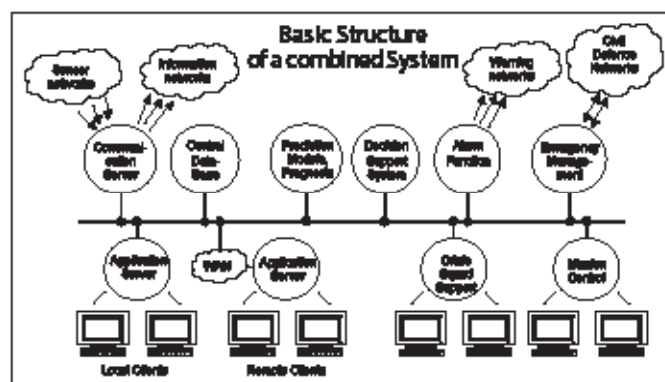 Basic Structure
of a combined System
Sensor
networks
Information
networks
Warning
networks
Civil
Defence
Networks
Communi-
cation
Server
Central
Data-
Base
Prediction
Models,
Prognosis
Decision
Support
System
Alarm
Function
Emergency
Manage-
ment
Application
Server
WAN
Application
Server
Crisis
Squad
Support
Mission
Control
Local Clients
Remote Clients